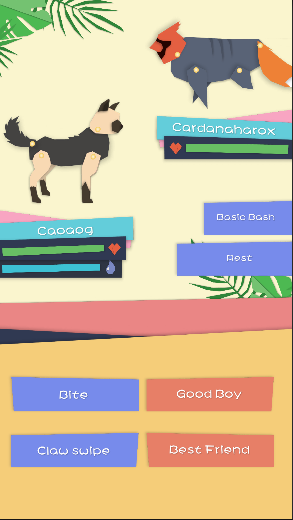 Cardanaharox
Caoaog
Basic Bash
Rest
Bite
Good Boy
Claw swipe
Best Friend